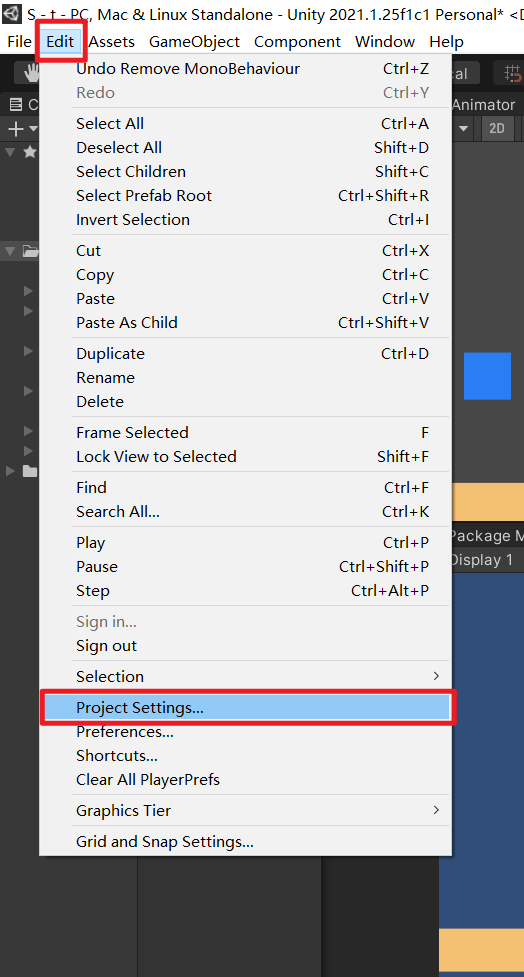 S - t - PC, Mac & Linux Standalone - Unity 2021.1.25f1c1 Personal* <D
File Edit Assets GameObject Component Window Help
Undo Remove MonoBehaviour Ctrl+Z
Redo Ctrl+Y
Animator
2D
Select All Ctrl+A
Deselect All Shift+D
Select Children Shift+C
Select Prefab Root Ctrl+Shift+R
Invert Selection Ctrl+I
Cut Ctrl+X
Copy Ctrl+C
Paste Ctrl+V
Paste As Child Ctrl+Shift+V
Duplicate Ctrl+D
Rename
Delete
Frame Selected F
Lock View to Selected Shift+F
Find Ctrl+F
Search All... Ctrl+K
Package M
Play Ctrl+P
Display 1
Pause Ctrl+Shift+P
Step Ctrl+Alt+P
Sign in...
Sign out
Selection
Project Settings...
Preferences...
Shortcuts...
Clear All PlayerPrefs
Graphics Tier
Grid and Snap Settings...